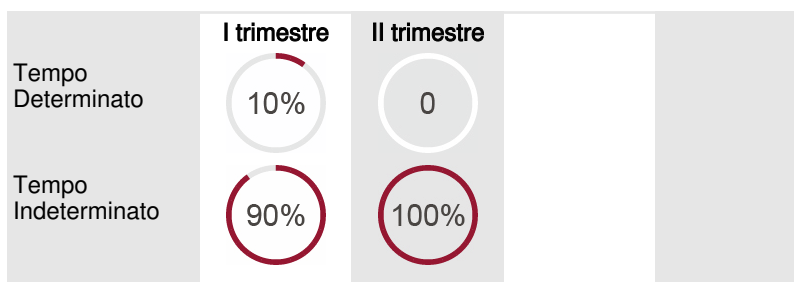 I trimestre II trimestre
Tempo
Determinato
10% 0
Tempo
Indeterminato
90% 100%